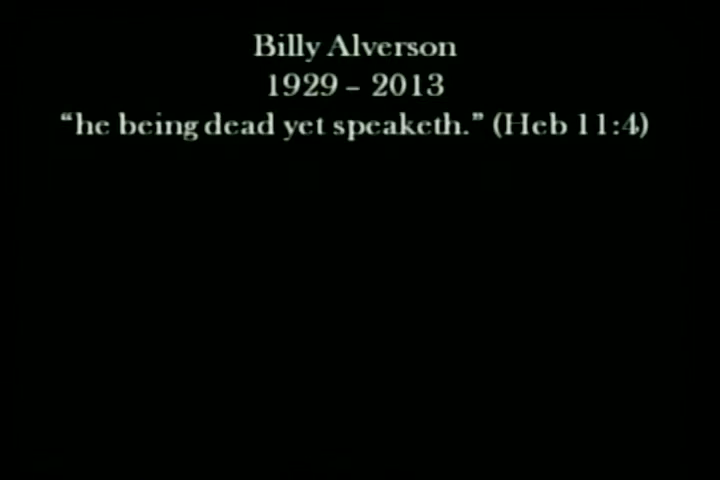 Billy Alverson
1929 – 2013
“he being dead yet speaketh.” (Heb 11:4)